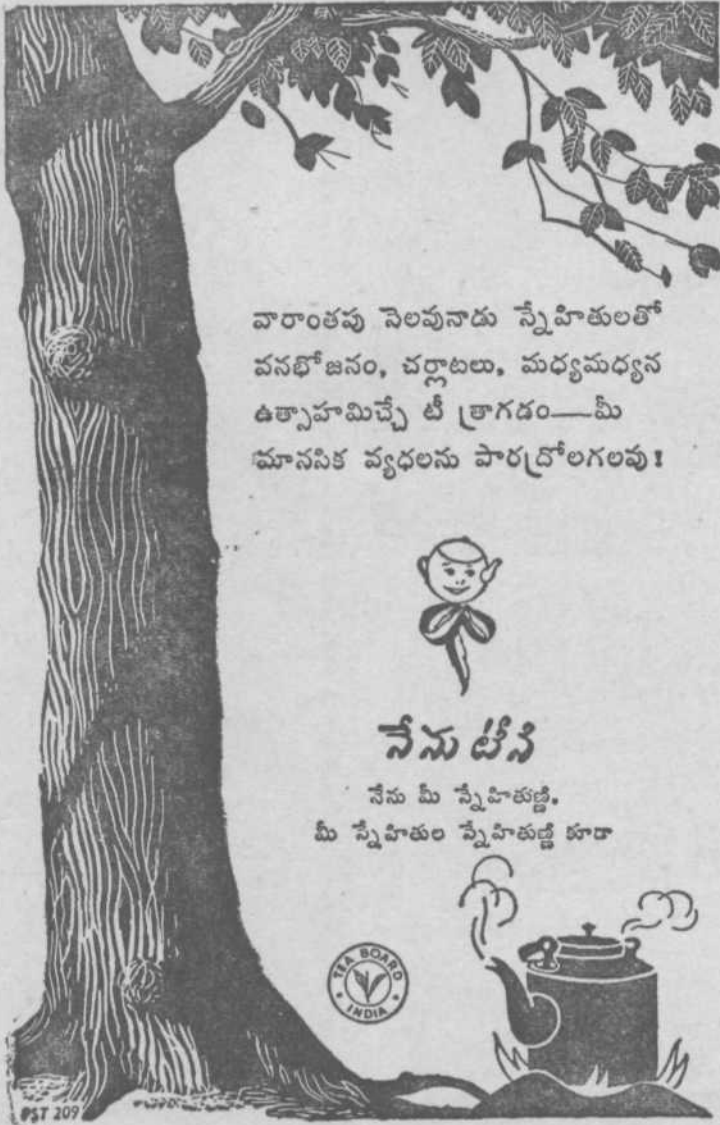 వారాంతపు సెలవునాడు స్నేహితులతో
వనభోజనం, చర్లాటలు, మధ్యమధ్యన
ఉత్సాహమిచ్చే టీ త్రాగడం—మీ
మానసిక వ్యధలను పారద్రోలగలవు!
నేను టీని
నేను మీ స్నేహితుణ్ణి.
మీ స్నేహితుల స్నేహితుణ్ణి కూడా
TEA BOARD
INDIA
PST 209